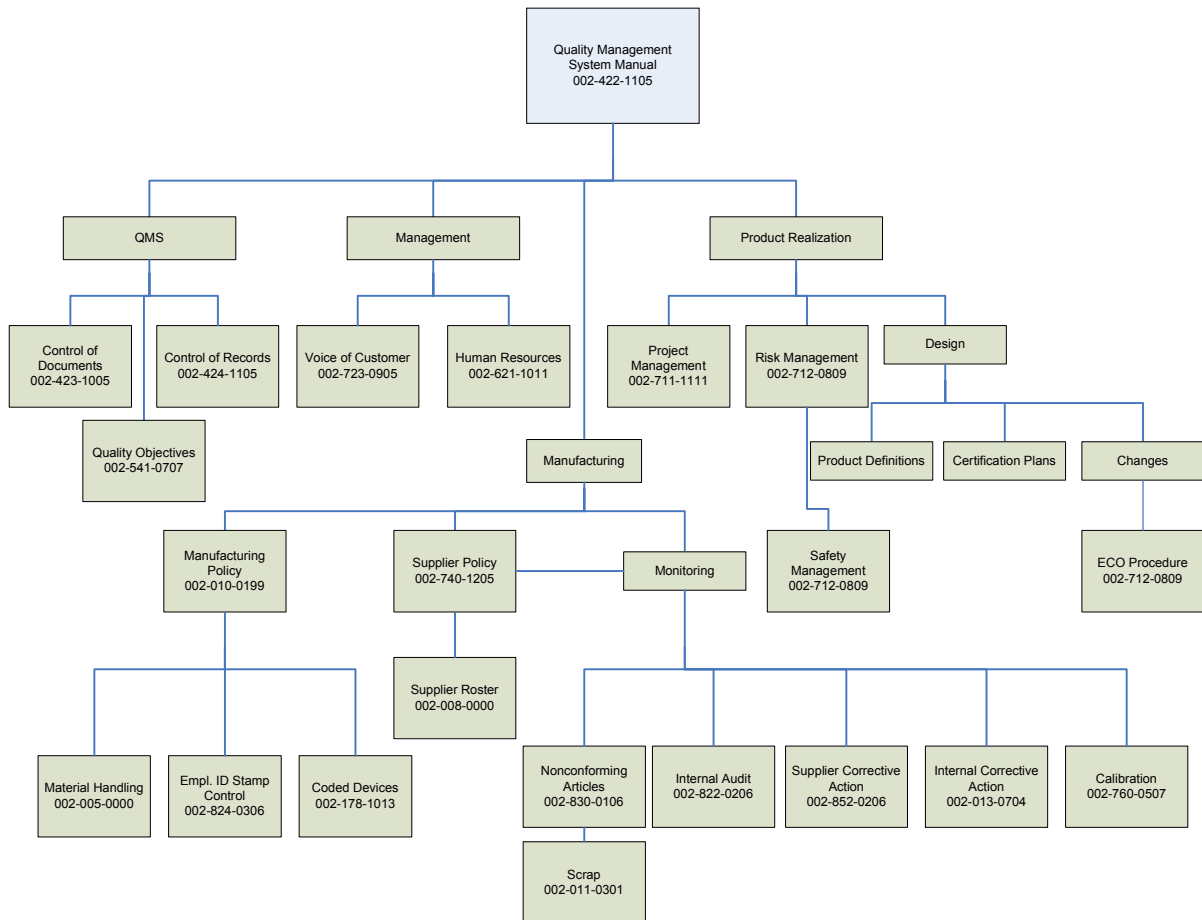 Quality Management
System Manual
002-422-1105
QMS
Management
Product Realization
Control of
Documents
002-423-1005
Control of Records
002-424-1105
Voice of Customer
002-723-0905
Human Resources
002-621-1011
Project
Management
002-711-1111
Risk Management
002-712-0809
Design
Quality Objectives
002-541-0707
Manufacturing
Product Definitions
Certification Plans
Changes
Manufacturing
Policy
002-010-0199
Supplier Policy
002-740-1205
Monitoring
Safety
Management
002-712-0809
ECO Procedure
002-712-0809
Supplier Roster
002-008-0000
Material Handling
002-005-0000
Empl. ID Stamp
Control
002-824-0306
Coded Devices
002-178-1013
Nonconforming
Articles
002-830-0106
Internal Audit
002-822-0206
Supplier Corrective
Action
002-852-0206
Internal Corrective
Action
002-013-0704
Calibration
002-760-0507
Scrap
002-011-0301